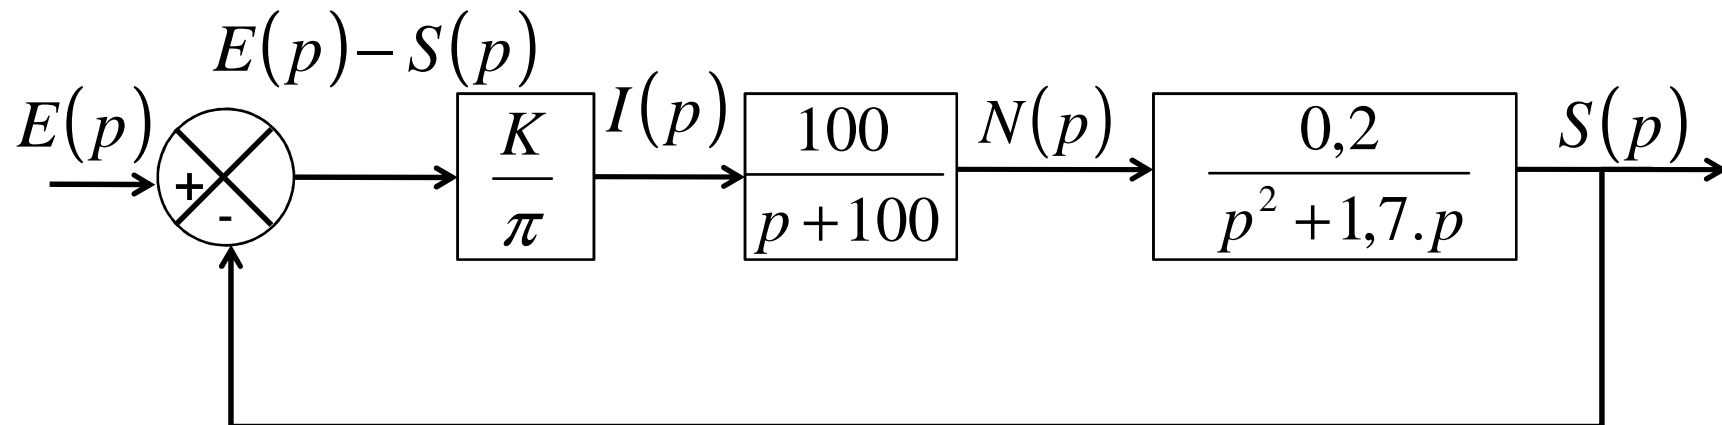 E(p)
E(p) − S(p)
+
-
K
π
I(p)
100
p + 100
N(p)
0,2
p² + 1,7.p
S(p)